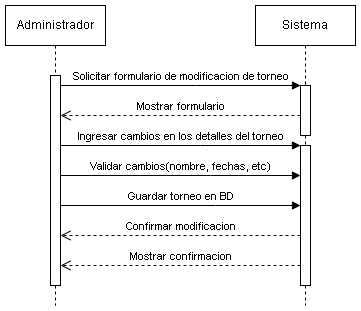 Administrador
Sistema
Solicitar formulario de modificacion de torneo
Mostrar formulario
Ingresar cambios en los detalles del torneo
Validar cambios(nombre, fechas, etc)
Guardar torneo en BD
Confirmar modificacion
Mostrar confirmacion